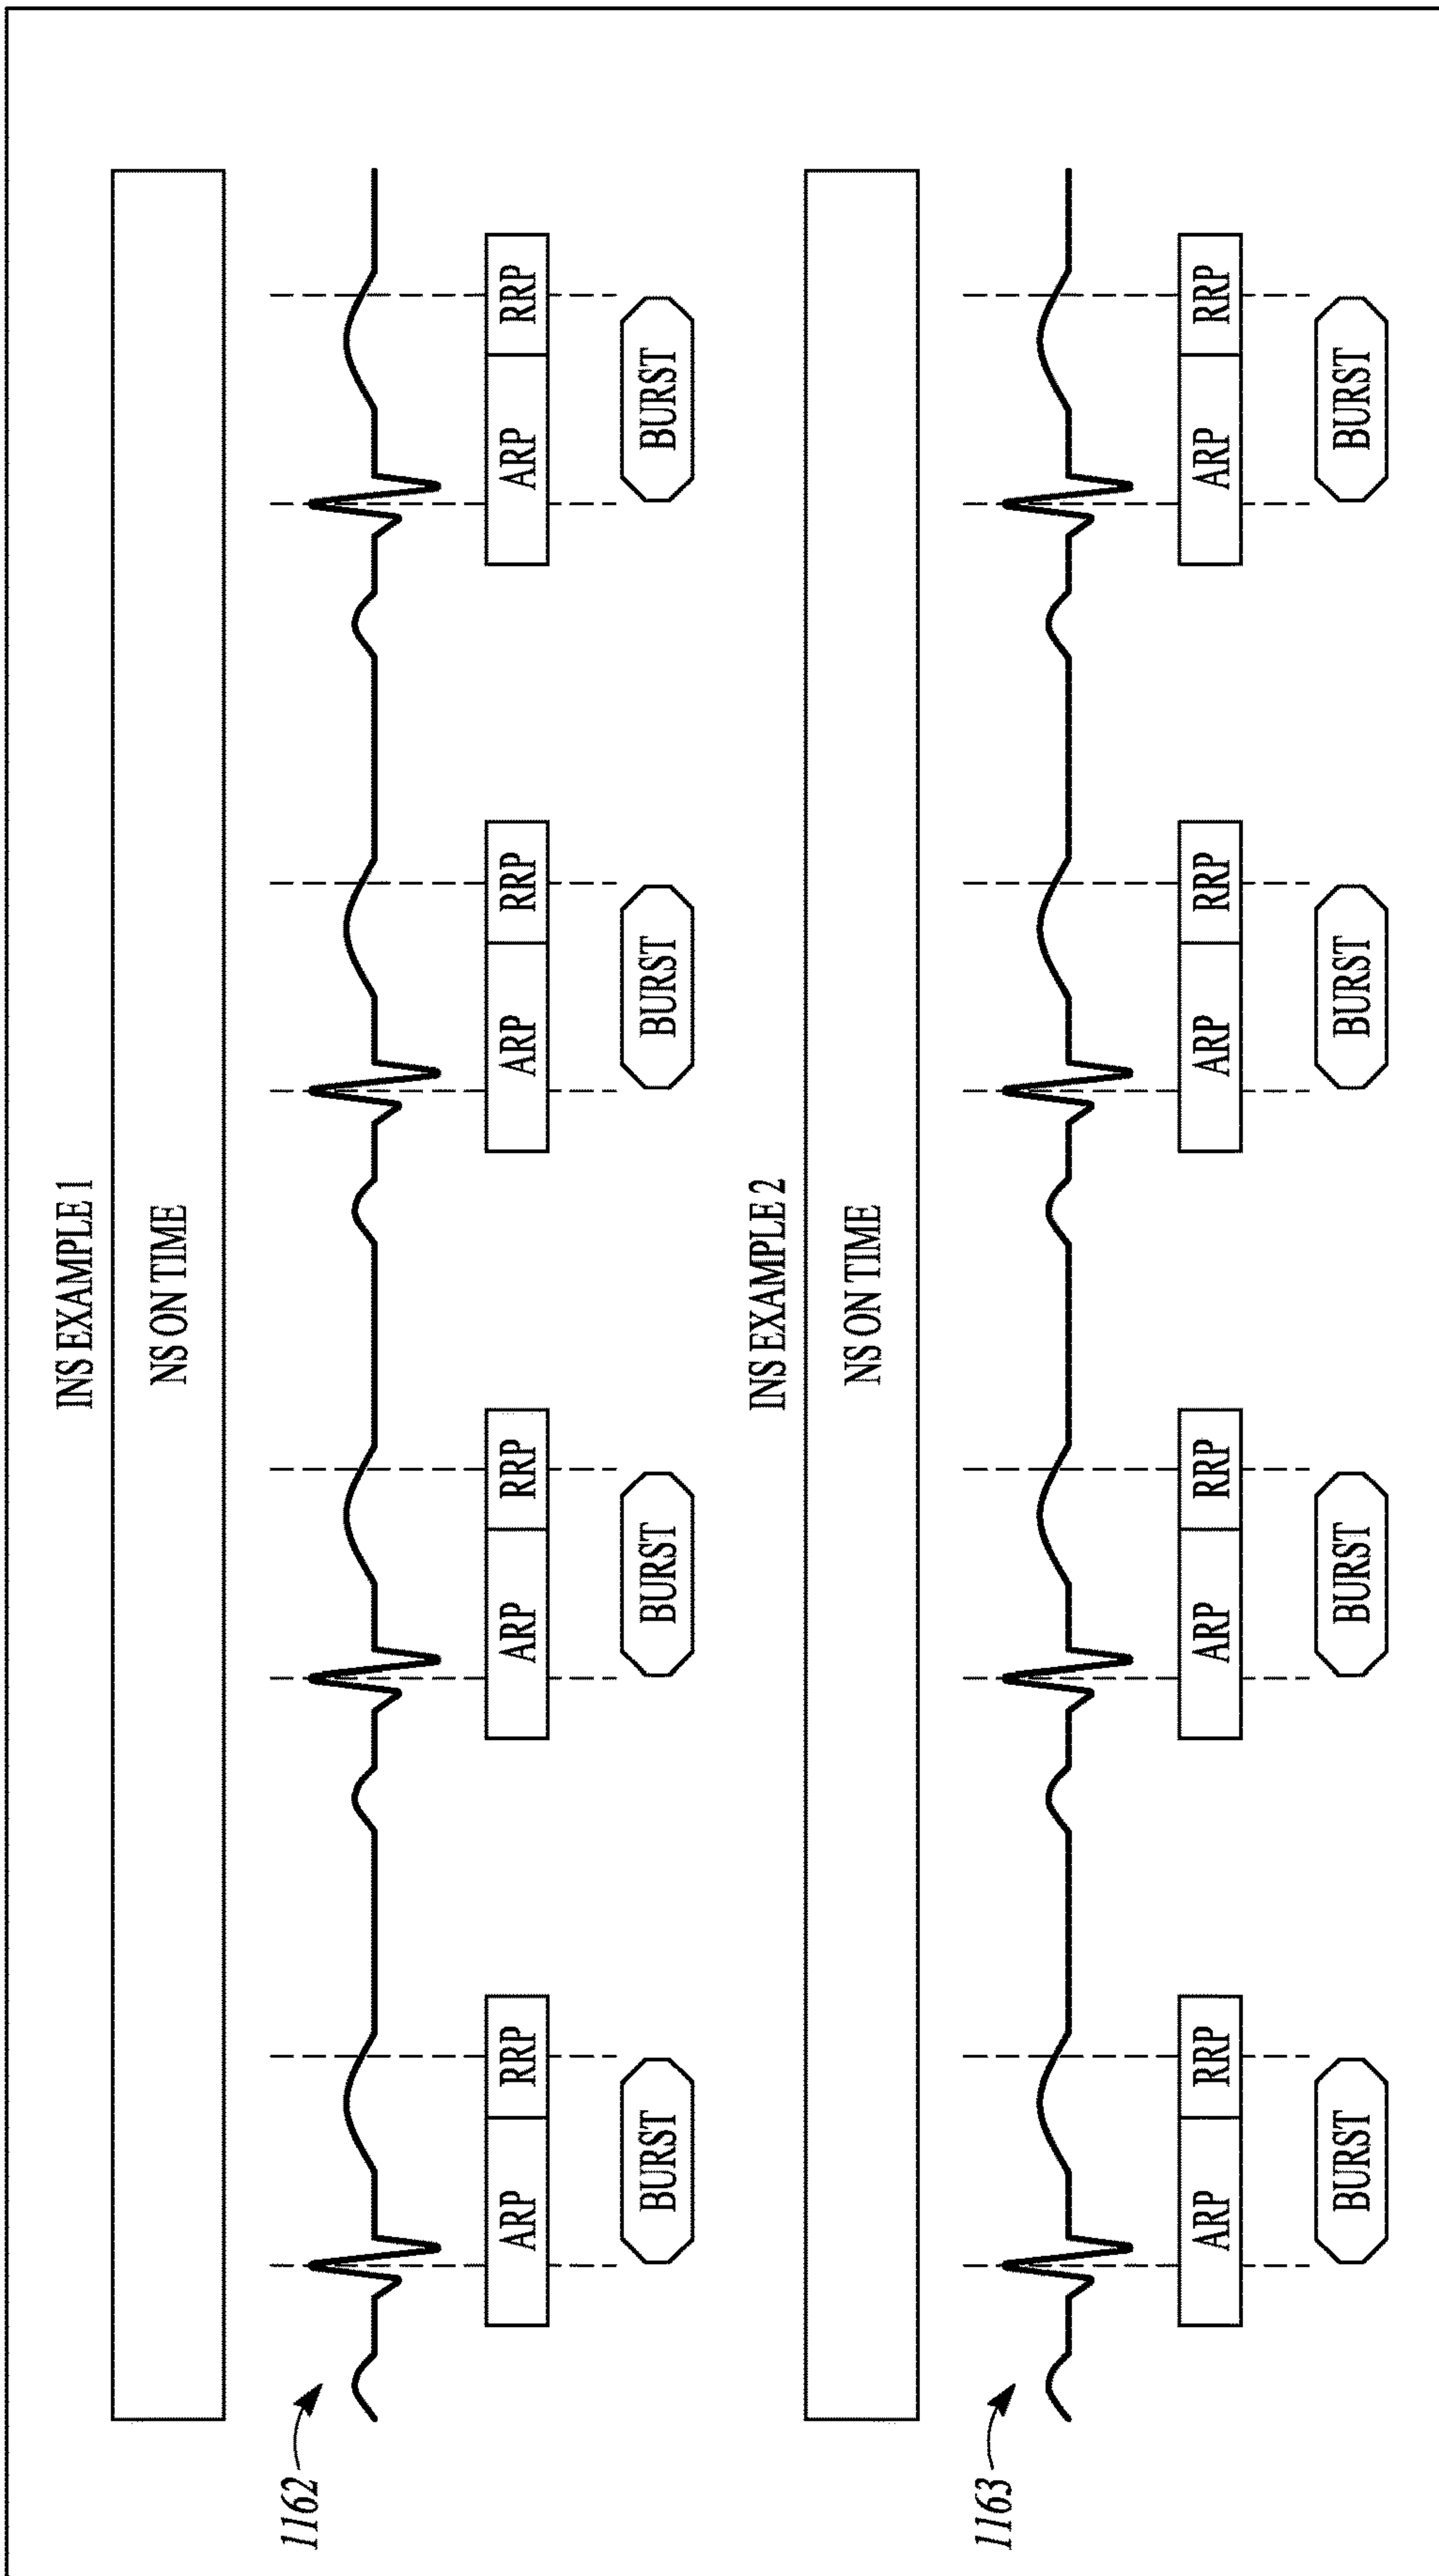 INS EXAMPLE 1
NS ON TIME
1162
ARP RRP ARP RRP ARP RRP ARP RRP
BURST BURST BURST BURST
INS EXAMPLE 2
NS ON TIME
1163
ARP RRP ARP RRP ARP RRP ARP RRP
BURST BURST BURST BURST